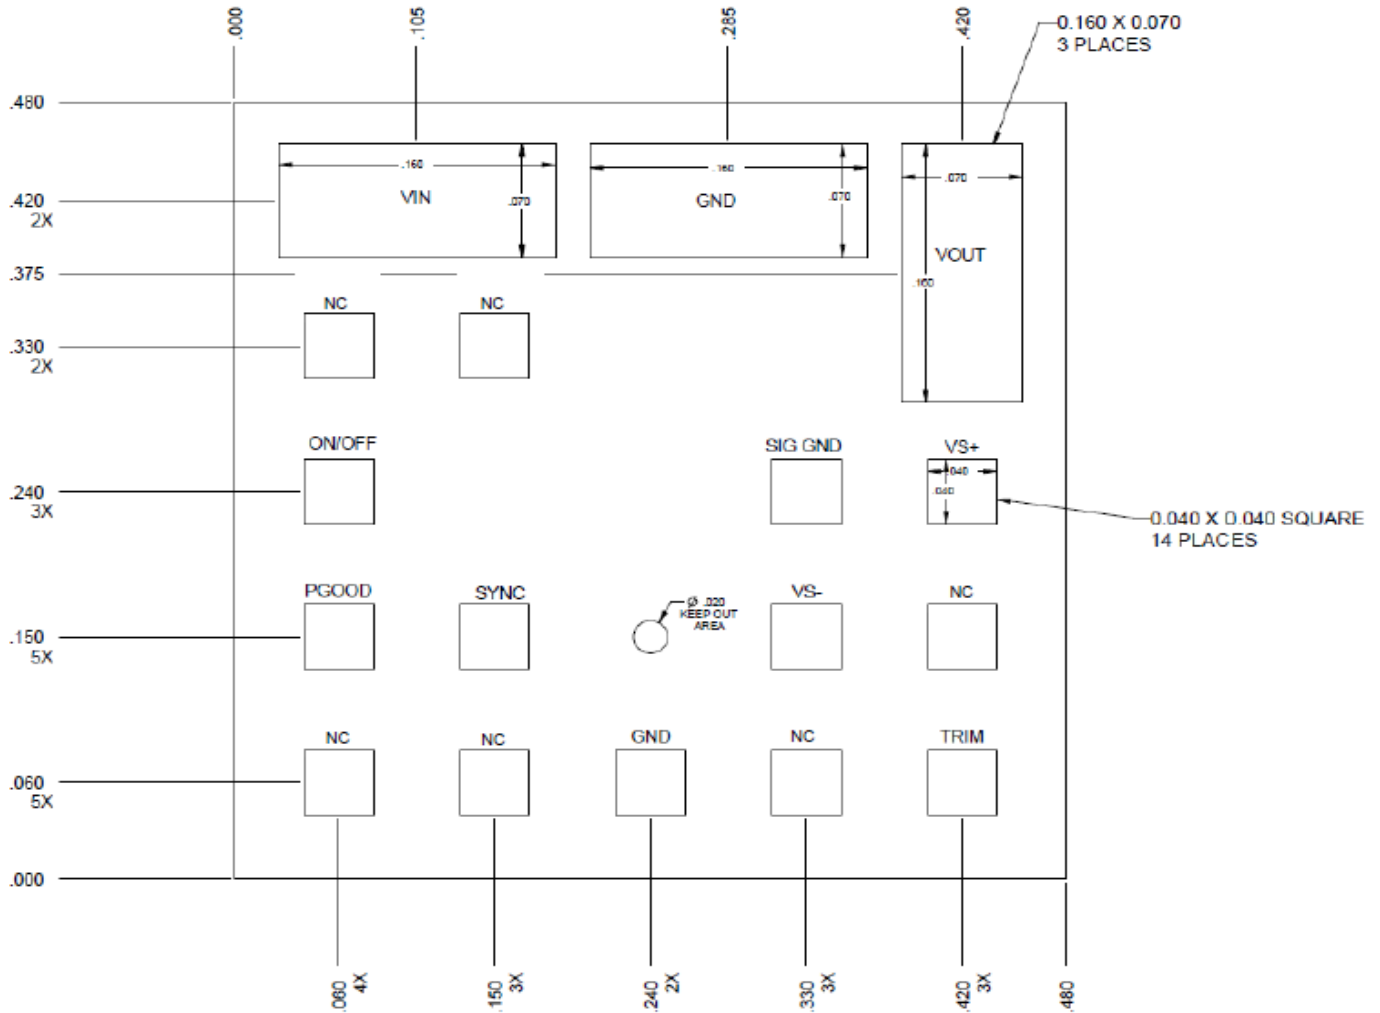 .000
.105
.285
.420
0.160 X 0.070
3 PLACES
.480
.160
.070
VIN
.160
.070
GND
.070
.160
VOUT
.420
2X
.375
NC
NC
.330
2X
ON/OFF
SIG GND
VS+
.040
.040
.240
3X
0.040 X 0.040 SQUARE
14 PLACES
PGOOD
SYNC
Ø .020
KEEP OUT
AREA
VS-
NC
.150
5X
NC
NC
GND
NC
TRIM
.060
5X
.000
.060 4X
.150 3X
.240 2X
.330 3X
.420 3X
.480